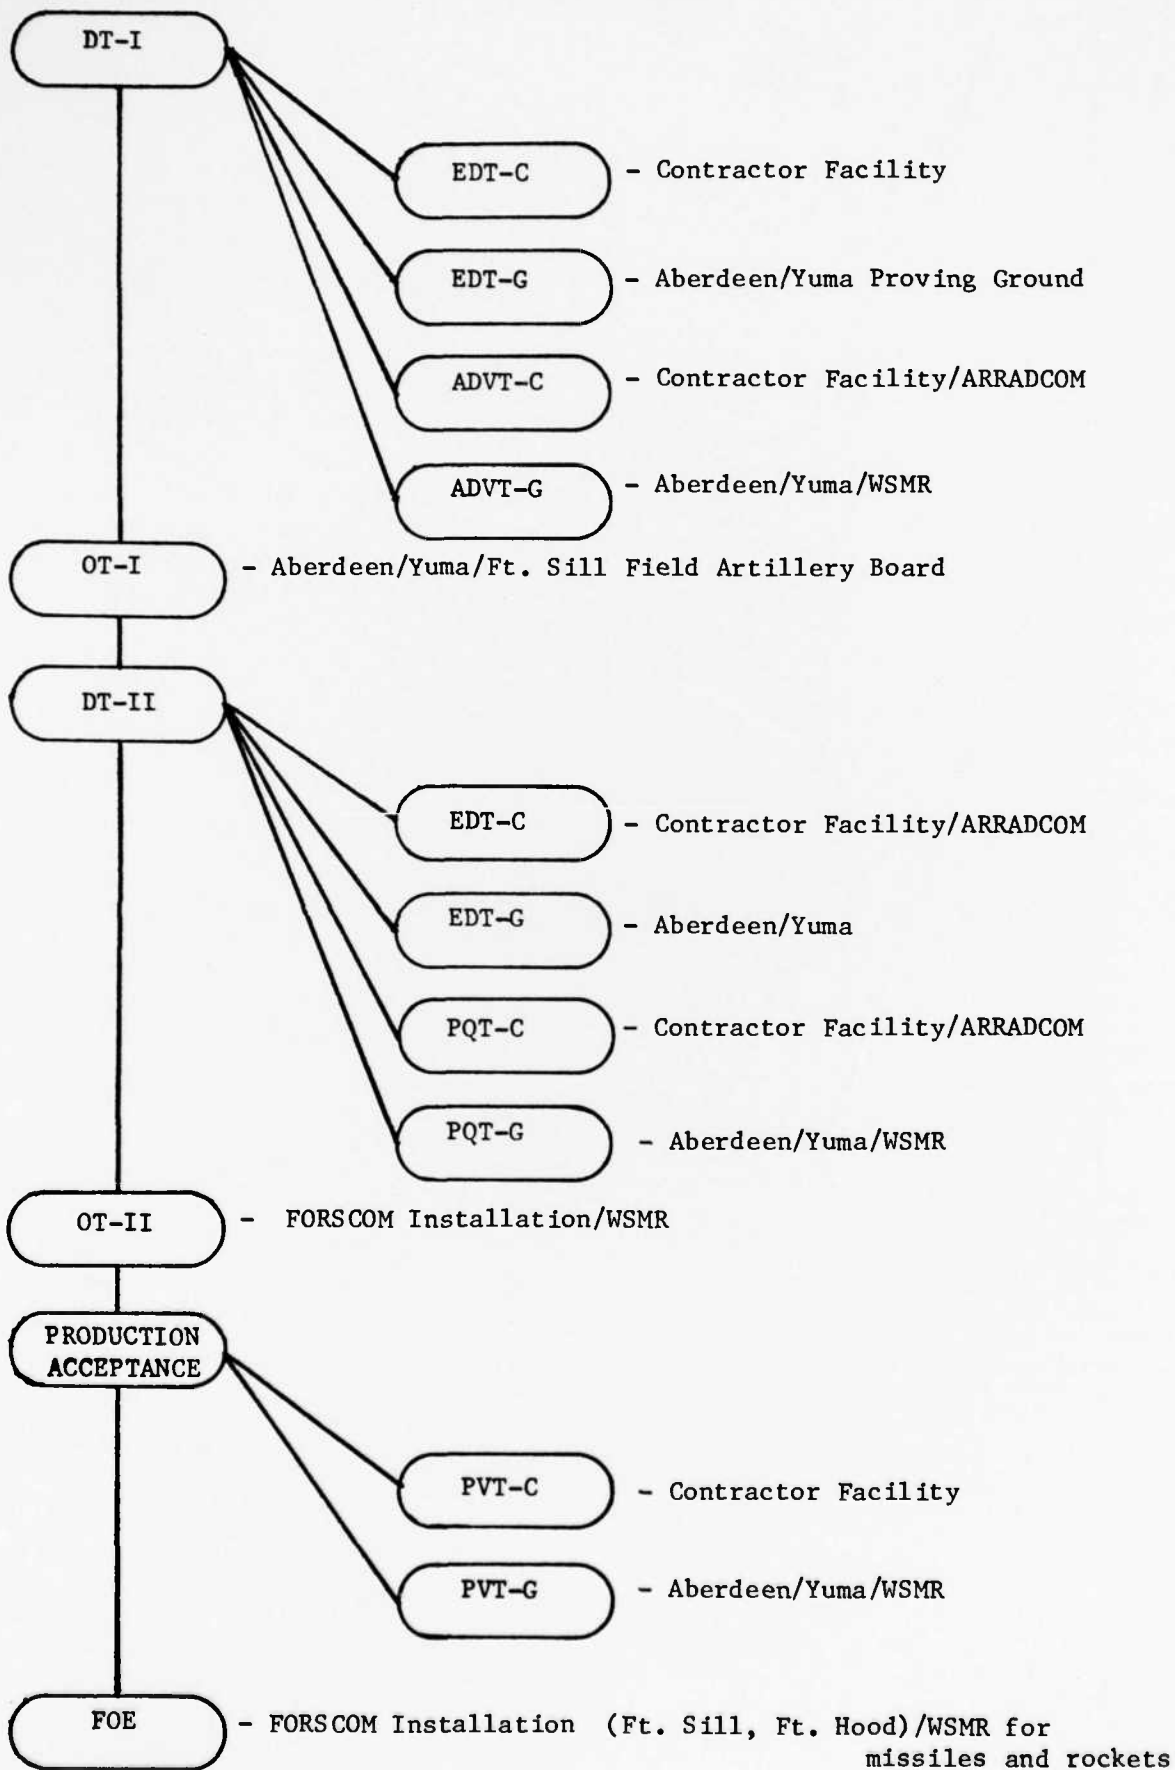 DT-I
EDT-C - Contractor Facility
EDT-G - Aberdeen/Yuma Proving Ground
ADVT-C - Contractor Facility/ARRADCOM
ADVT-G - Aberdeen/Yuma/WSMR
OT-I - Aberdeen/Yuma/Ft. Sill Field Artillery Board
DT-II
EDT-C - Contractor Facility/ARRADCOM
EDT-G - Aberdeen/Yuma
PQT-C - Contractor Facility/ARRADCOM
PQT-G - Aberdeen/Yuma/WSMR
OT-II - FORSCOM Installation/WSMR
PRODUCTION
ACCEPTANCE
PVT-C - Contractor Facility
PVT-G - Aberdeen/Yuma/WSMR
FOE - FORSCOM Installation (Ft. Sill, Ft. Hood)/WSMR for
missiles and rockets